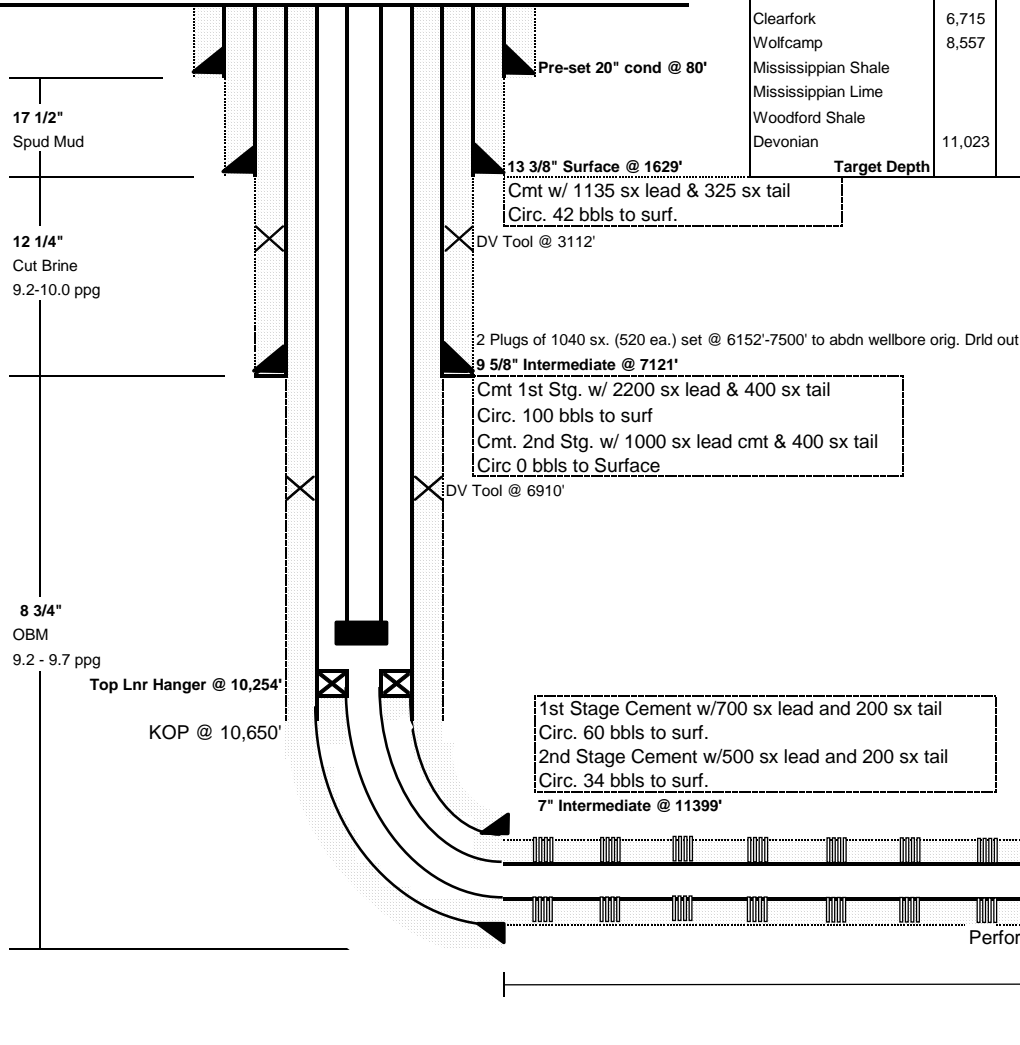 Clearfork 6,715
Wolfcamp 8,557
Mississippian Shale
Mississippian Lime
Woodford Shale
Devonian 11,023
Target Depth
Pre-set 20" cond @ 80'
17 1/2"
Spud Mud
13 3/8" Surface @ 1629'
Cmt w/ 1135 sx lead & 325 sx tail
Circ. 42 bbls to surf.
12 1/4"
Cut Brine
9.2-10.0 ppg
DV Tool @ 3112'
2 Plugs of 1040 sx. (520 ea.) set @ 6152'-7500' to abdn wellbore orig. Drld out
9 5/8" Intermediate @ 7121'
Cmt 1st Stg. w/ 2200 sx lead & 400 sx tail
Circ. 100 bbls to surf
Cmt. 2nd Stg. w/ 1000 sx lead cmt & 400 sx tail
Circ 0 bbls to Surface
DV Tool @ 6910'
8 3/4"
OBM
9.2 - 9.7 ppg
Top Lnr Hanger @ 10,254'
KOP @ 10,650'
1st Stage Cement w/700 sx lead and 200 sx tail
Circ. 60 bbls to surf.
2nd Stage Cement w/500 sx lead and 200 sx tail
Circ. 34 bbls to surf.
7" Intermediate @ 11399'
Perfor